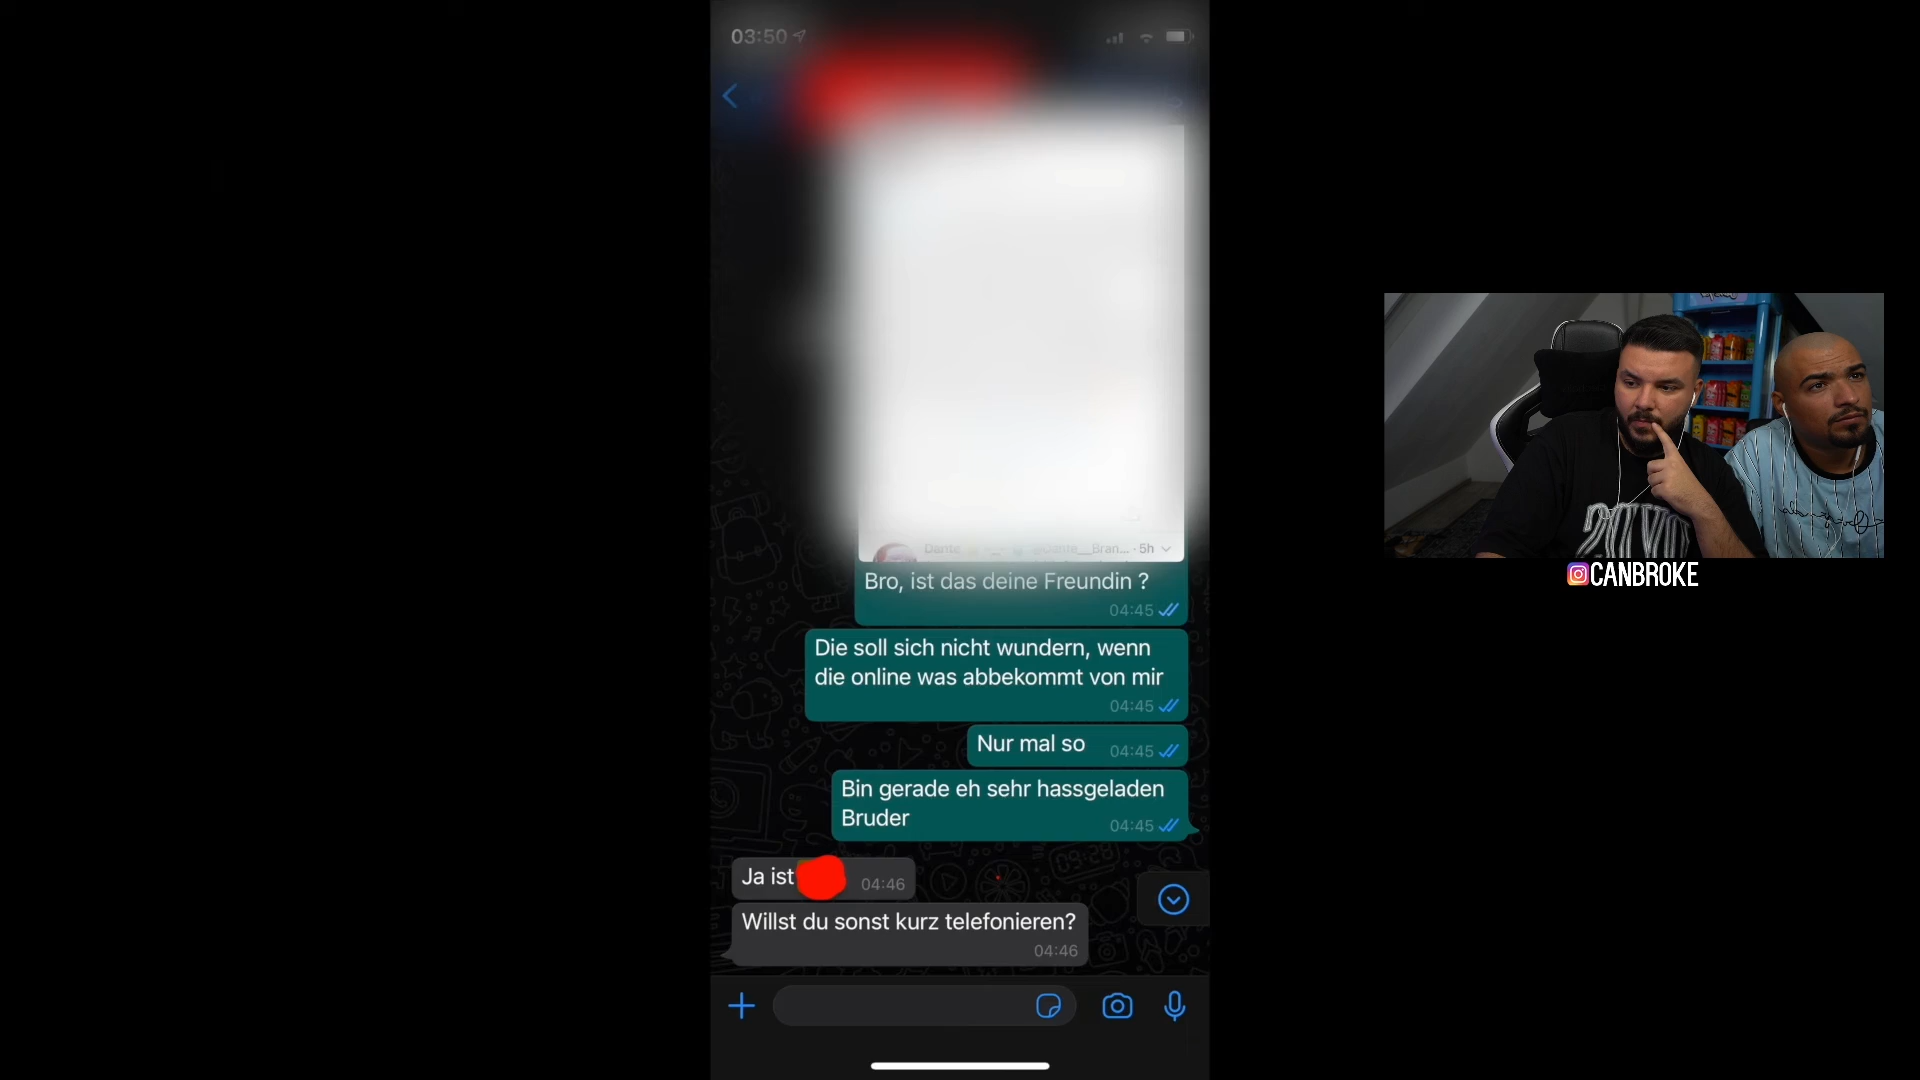 03:50
Dante
5h
Bro, ist das deine Freundin ?
04:45
Die soll sich nicht wundern, wenn
die online was abbekommt von mir
04:45
Nur mal so 04:45
Bin gerade eh sehr hassgeladen
Bruder
04:45
Ja ist
04:46
Willst du sonst kurz telefonieren?
04:46
CANBROKE